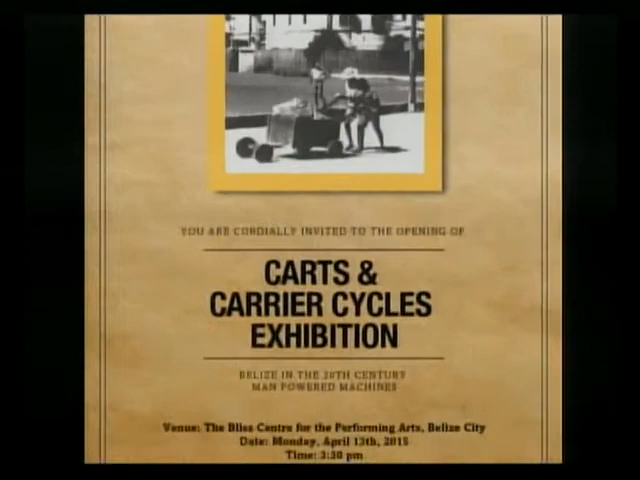 YOU ARE CORDIALLY INVITED TO THE OPENING OF
CARTS &
CARRIER CYCLES
EXHIBITION
BELIZE IN THE 20TH CENTURY
MAN POWERED MACHINES
Venue: The Bliss Centre for the Performing Arts, Belize City
Date: Monday, April 13th, 2015
Time: 3:30 pm